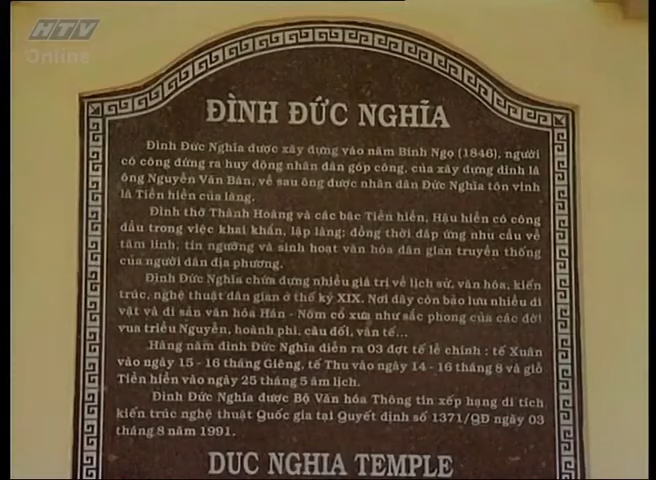 HTV
Online
ĐÌNH ĐỨC NGHĨA
Đình Đức Nghĩa được xây dựng vào năm Bính Ngọ (1846), người
có công đứng ra huy động nhân dân góp công, của xây dựng đình là
ông Nguyễn Văn Bản, về sau ông được nhân dân Đức Nghĩa tôn vinh
là Tiền hiền của làng.
Đình thờ Thành Hoàng và các bậc Tiền hiền, Hậu hiền có công
đầu trong việc khai khẩn, lập làng; đồng thời đáp ứng nhu cầu về
tâm linh, tín ngưỡng và sinh hoạt văn hóa dân gian truyền thống
của người dân địa phương.
Đình Đức Nghĩa chứa đựng nhiều giá trị về lịch sử, văn hóa, kiến
trúc, nghệ thuật dân gian ở thế kỷ XIX. Nơi đây còn bảo lưu nhiều di
vật và di sản văn hóa Hán - Nôm cổ xưa như sắc phong của các đời
vua triều Nguyễn, hoành phi, câu đối, văn tế...
Hàng năm đình Đức Nghĩa diễn ra 03 đợt tế lễ chính : tế Xuân
vào ngày 15 - 16 tháng Giêng, tế Thu vào ngày 14 - 16 tháng 8 và giỗ
Tiền hiền vào ngày 25 tháng 5 âm lịch.
Đình Đức Nghĩa được Bộ Văn hóa Thông tin xếp hạng di tích
kiến trúc nghệ thuật Quốc gia tại Quyết định số 1371/QĐ ngày 03
tháng 8 năm 1991.
DUC NGHIA TEMPLE